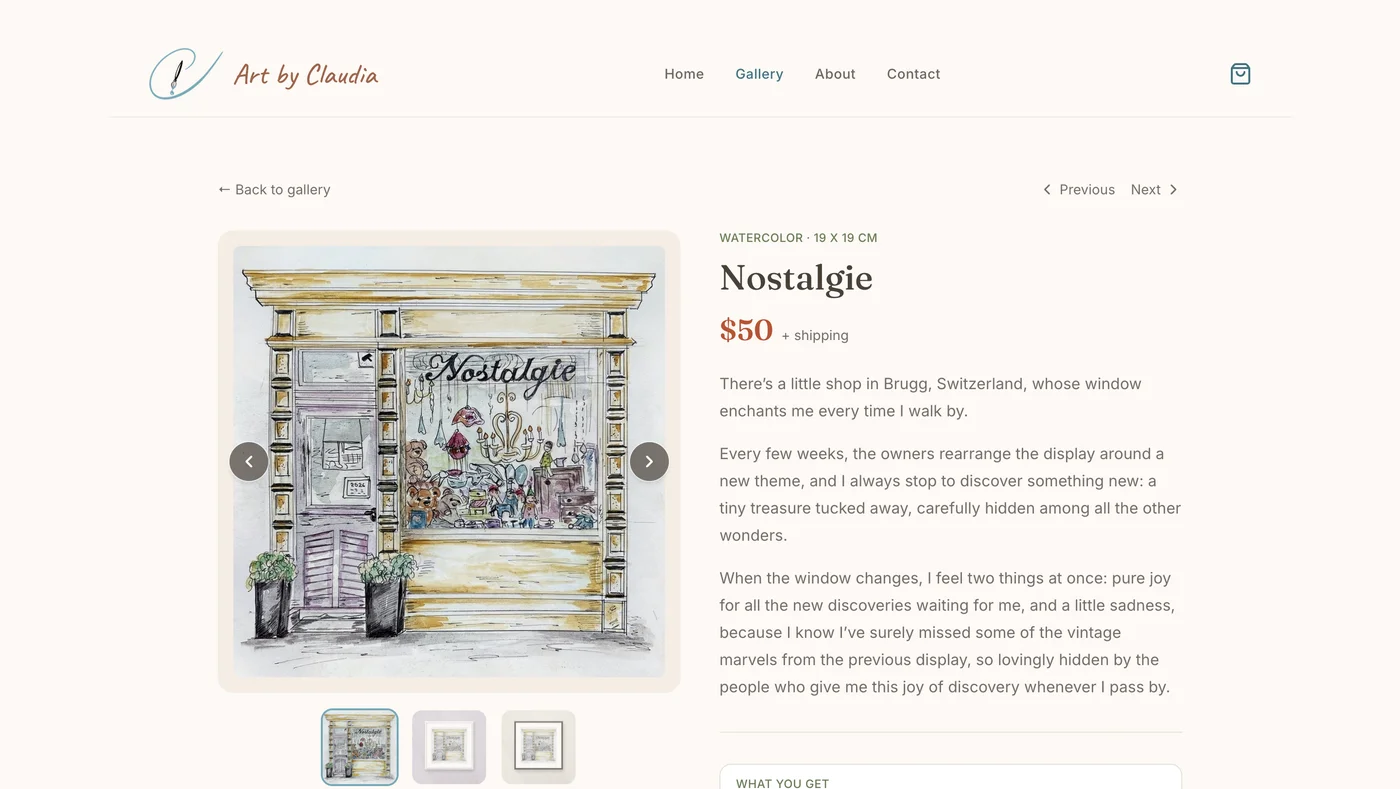 Art by Claudia
Home Gallery About Contact
← Back to gallery
Previous Next
WATERCOLOR · 19 X 19 CM
Nostalgie
$50 + shipping
There’s a little shop in Brugg, Switzerland, whose window
enchants me every time I walk by.
Every few weeks, the owners rearrange the display around a
new theme, and I always stop to discover something new: a
tiny treasure tucked away, carefully hidden among all the other
wonders.
When the window changes, I feel two things at once: pure joy
for all the new discoveries waiting for me, and a little sadness,
because I know I’ve surely missed some of the vintage
marvels from the previous display, so lovingly hidden by the
people who give me this joy of discovery whenever I pass by.
WHAT YOU GET
Nostalgie
2026
Nostalgie